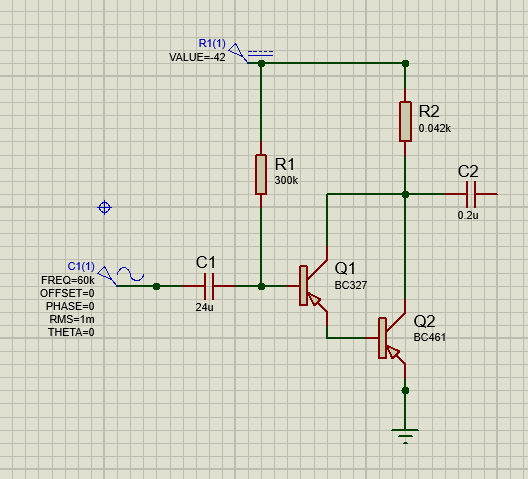 R1(1)
VALUE=-42
R2
0.042k
R1
300k
C2
0.2u
C1(1)
FREQ=60k
OFFSET=0
PHASE=0
RMS=1m
THETA=0
C1
24u
Q1
BC327
Q2
BC461